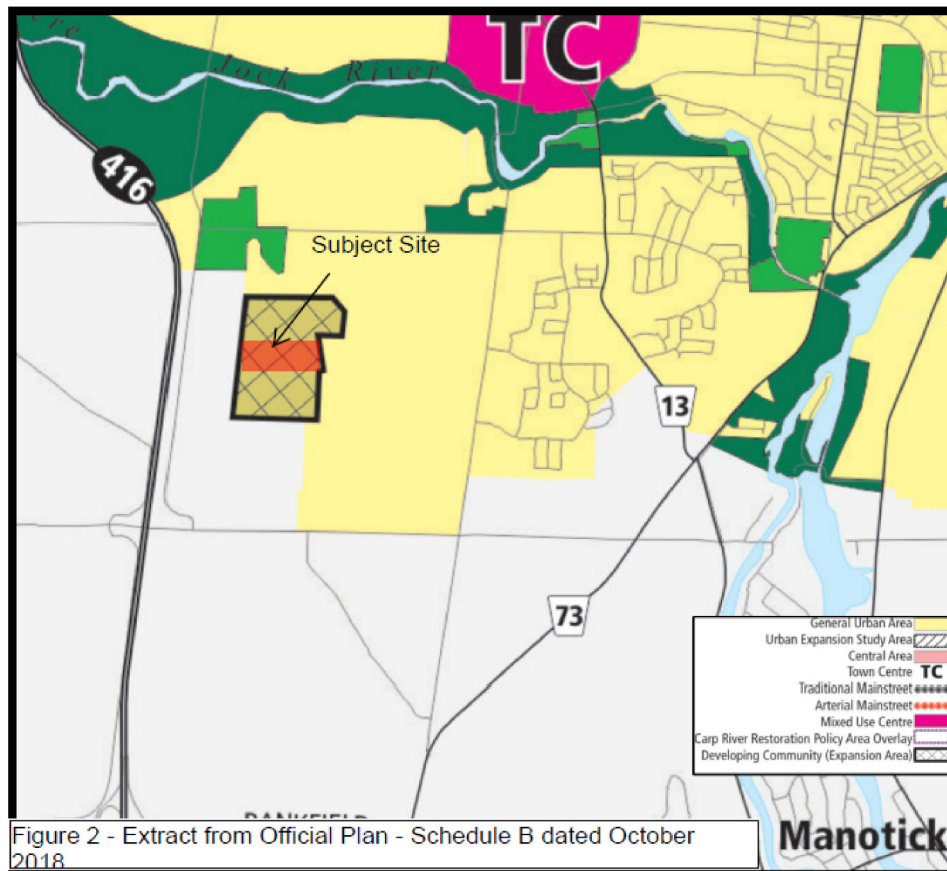 TC
Jock River
416
Subject Site
13
73
General Urban Area
Urban Expansion Study Area
Central Area
Town Centre TC
Traditional Mainstreet
Arterial Mainstreet
Mixed Use Centre
Carp River Restoration Policy Area Overlay
Developing Community (Expansion Area)
Manotick
Figure 2 - Extract from Official Plan - Schedule B dated October
2018